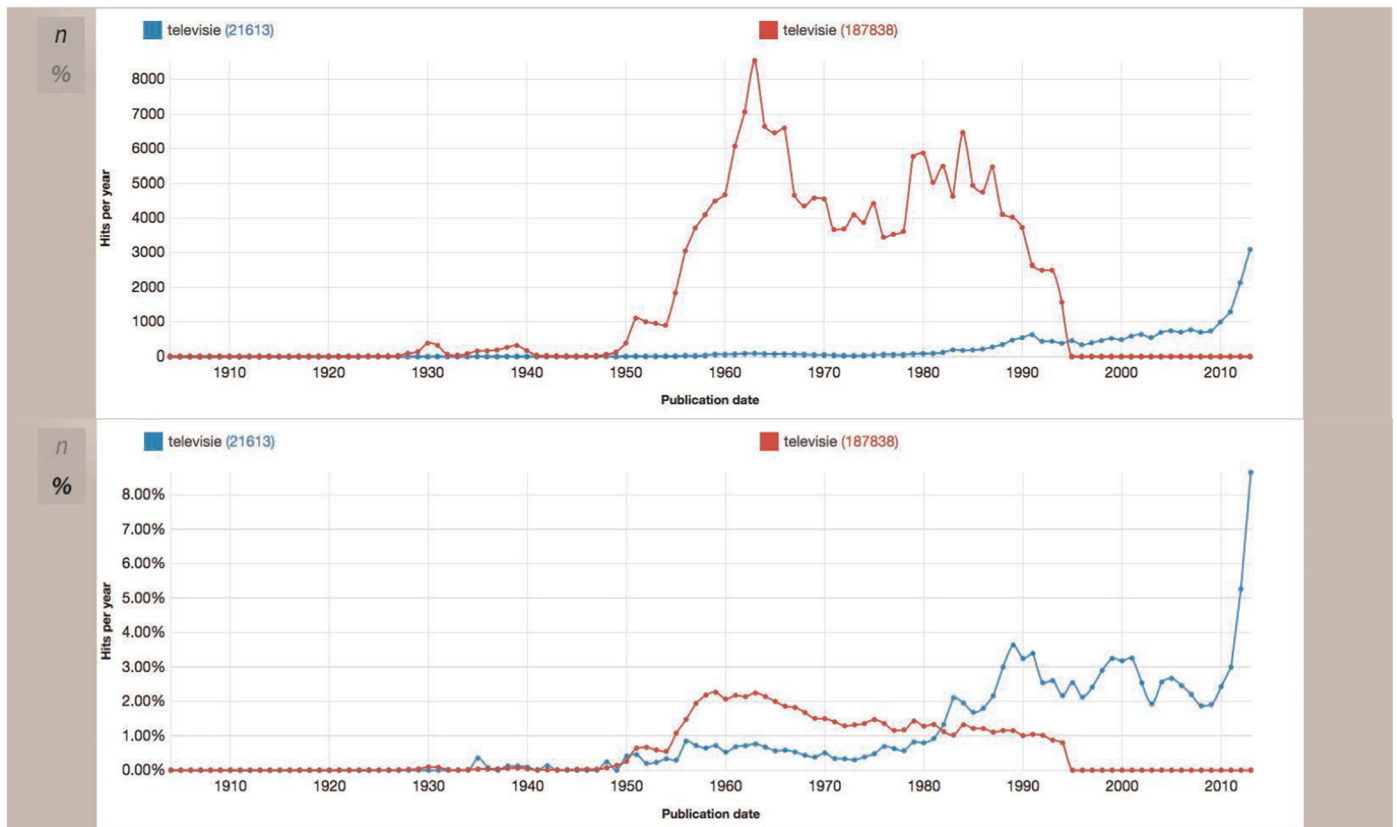 n
%
televisie (21613) televisie (187838)
8000
7000
6000
5000
4000
3000
2000
1000
0
Hits per year
1910 1920 1930 1940 1950 1960 1970 1980 1990 2000 2010
Publication date
n
%
televisie (21613) televisie (187838)
8.00%
7.00%
6.00%
5.00%
4.00%
3.00%
2.00%
1.00%
0.00%
Hits per year
1910 1920 1930 1940 1950 1960 1970 1980 1990 2000 2010
Publication date